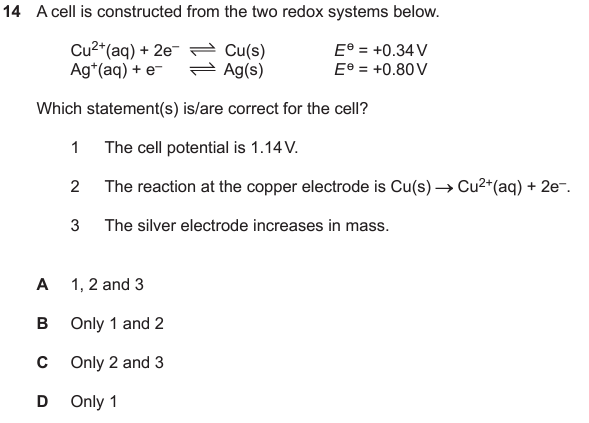 14 A cell is constructed from the two redox systems below.
Cu²⁺(aq) + 2e⁻ ⇌ Cu(s) E⦵ = +0.34 V
Ag⁺(aq) + e⁻ ⇌ Ag(s) E⦵ = +0.80 V
Which statement(s) is/are correct for the cell?
1 The cell potential is 1.14 V.
2 The reaction at the copper electrode is Cu(s) → Cu²⁺(aq) + 2e⁻.
3 The silver electrode increases in mass.
A 1, 2 and 3
B Only 1 and 2
C Only 2 and 3
D Only 1